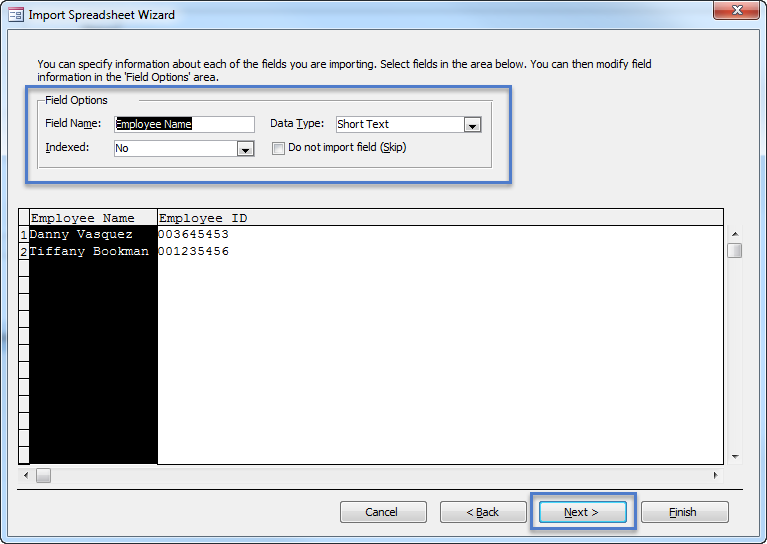 Import Spreadsheet Wizard
You can specify information about each of the fields you are importing. Select fields in the area below. You can then modify field
information in the 'Field Options' area.
Field Options
Field Name: Employee Name Data Type: Short Text
Indexed: No Do not import field (Skip)
Employee Name Employee ID
1 Danny Vasquez 003645453
2 Tiffany Bookman 001235456
Cancel < Back Next > Finish